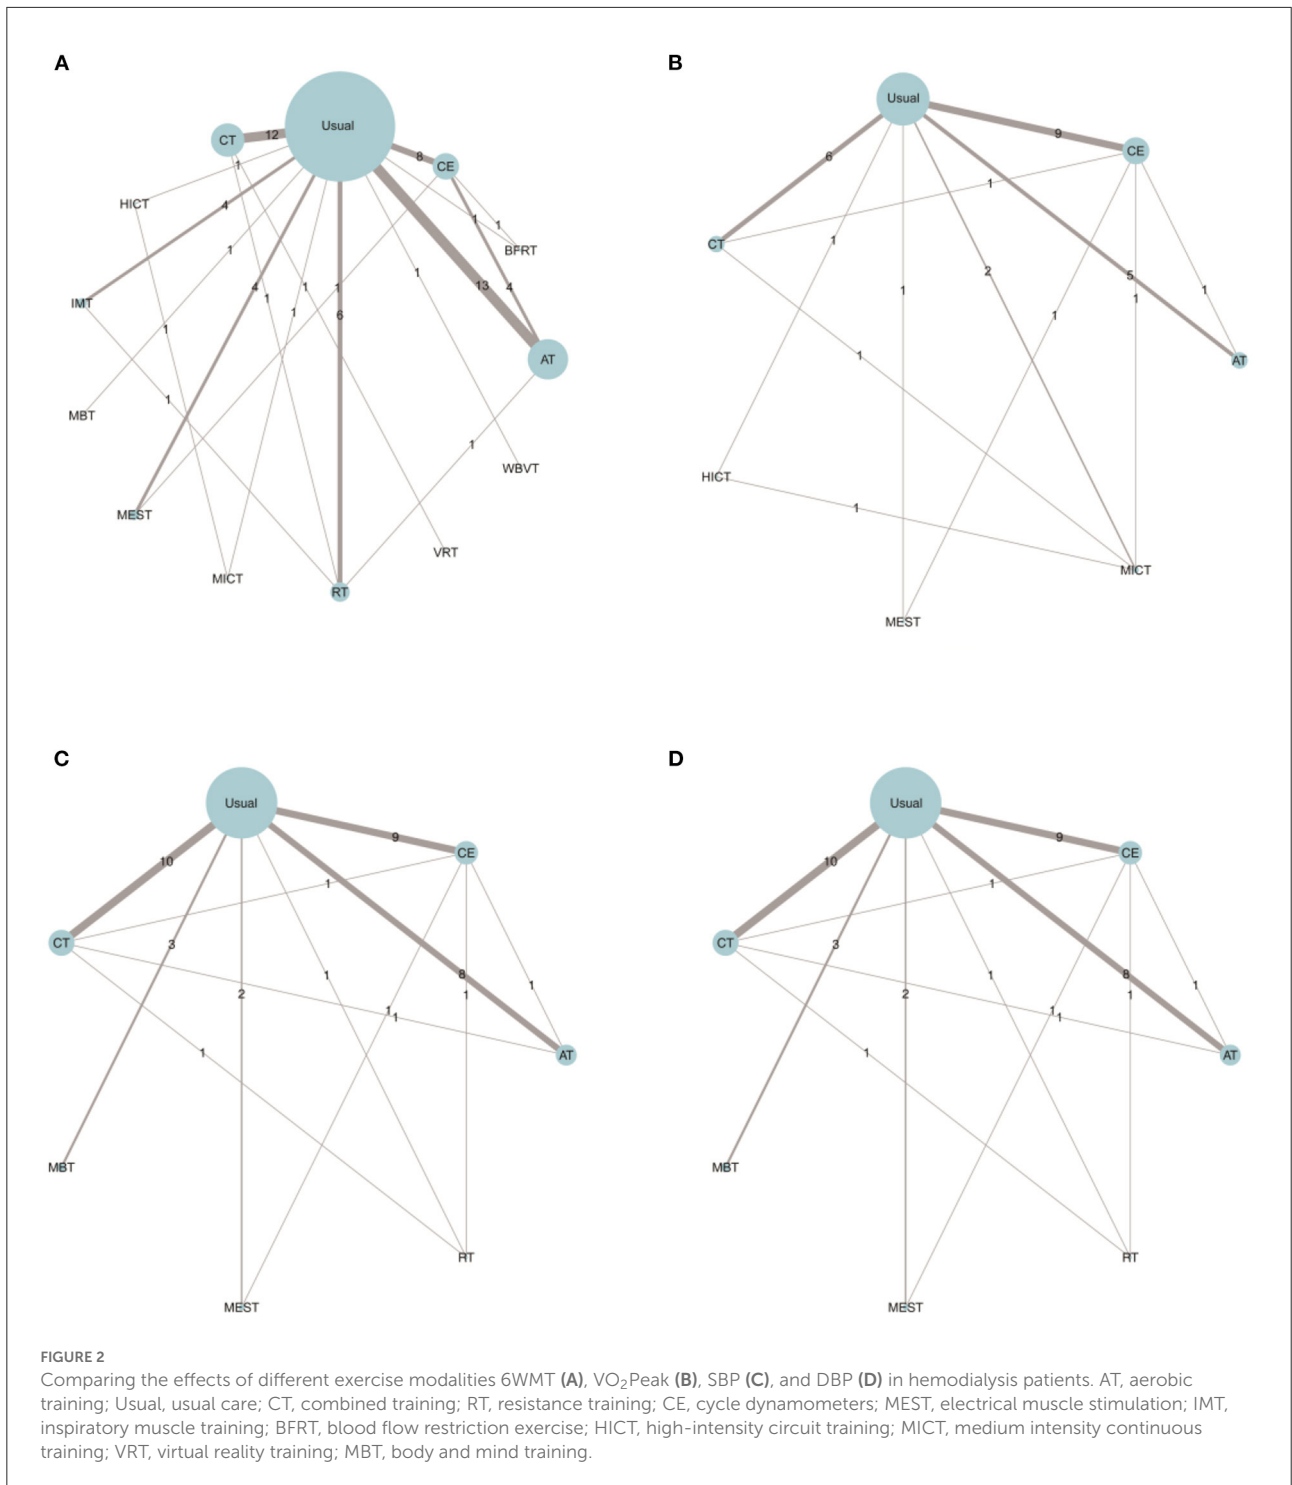 A
Usual
CT
12
8
CE
1
HICT
4
1
1
BFRT
1
1
IMT
4
1
1
1
1
6
13
4
1
MBT
1
1
MEST
WBVT
MICT
RT
VRT
AT
B
Usual
9
CE
6
1
CT
1
2
5
1
1
1
1
1
AT
HICT
1
MICT
MEST
C
Usual
9
CE
10
1
CT
3
2
1
8
1
1
1
1
1
AT
MBT
RT
MEST
D
Usual
9
CE
10
1
CT
3
2
1
8
1
1
1
1
1
AT
MBT
RT
MEST
FIGURE 2
Comparing the effects of different exercise modalities 6WMT (A), VO₂Peak (B), SBP (C), and DBP (D) in hemodialysis patients. AT, aerobic
training; Usual, usual care; CT, combined training; RT, resistance training; CE, cycle dynamometers; MEST, electrical muscle stimulation; IMT,
inspiratory muscle training; BFRT, blood flow restriction exercise; HICT, high-intensity circuit training; MICT, medium intensity continuous
training; VRT, virtual reality training; MBT, body and mind training.